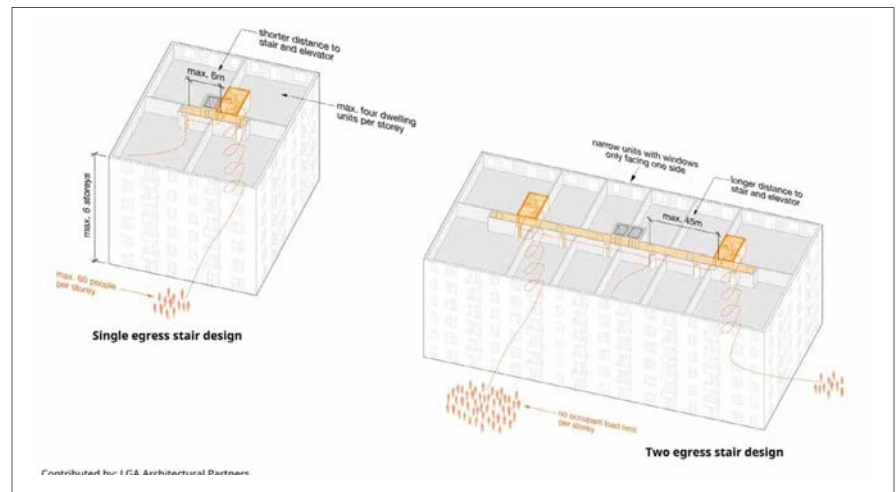 shorter distance to
stair and elevator
max. 6m
max. four dwelling
units per storey
max. 6 storeys
max. 60 people
per storey
Single egress stair design
narrow units with windows
only facing one side
longer distance to
stair and elevator
max. 45m
no occupant load limit
per storey
Two egress stair design
Contributed by: LGA Architectural Partners